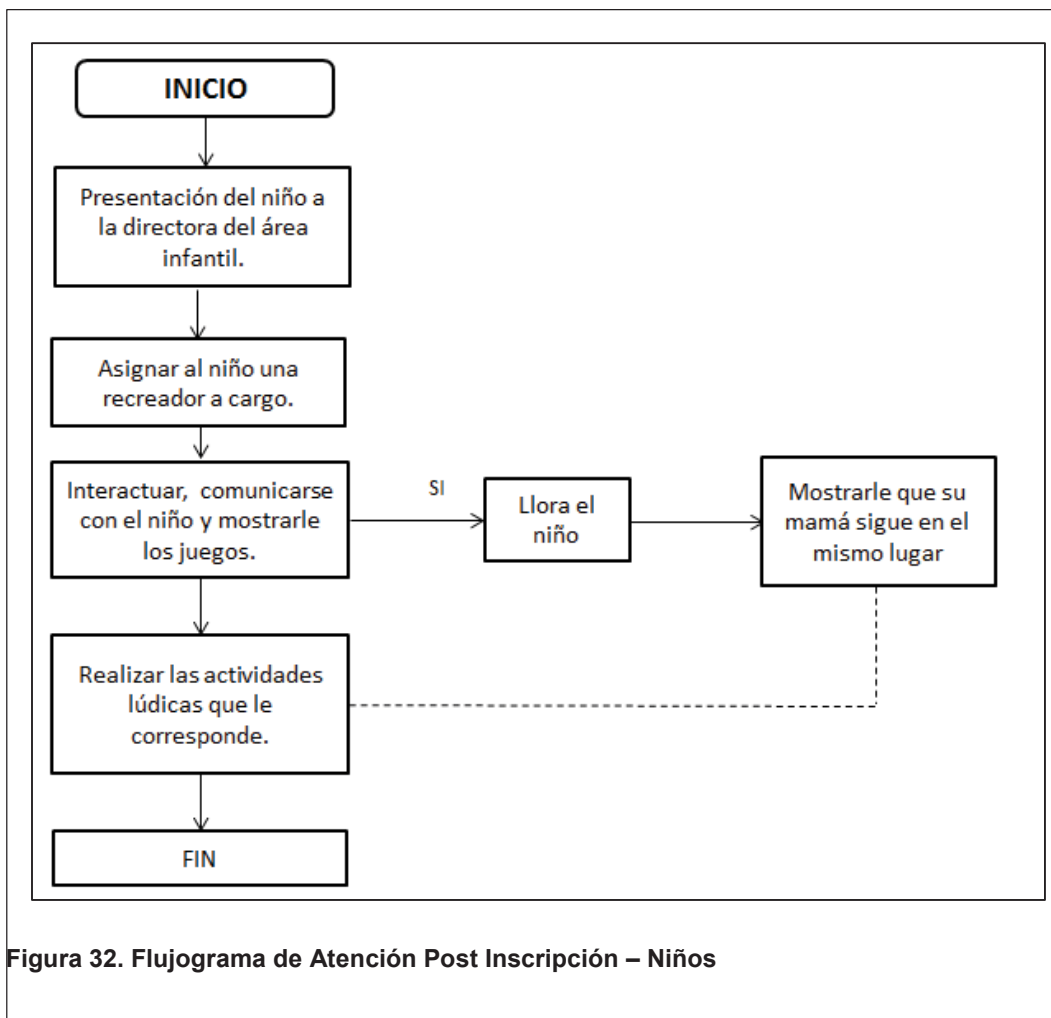 INICIO
Presentación del niño a
la directora del área
infantil.
Asignar al niño una
recreador a cargo.
Interactuar, comunicarse
con el niño y mostrarle
los juegos.
SI
Llora el
niño
Mostrarle que su
mamá sigue en el
mismo lugar
Realizar las actividades
lúdicas que le
corresponde.
FIN
Figura 32. Flujograma de Atención Post Inscripción – Niños